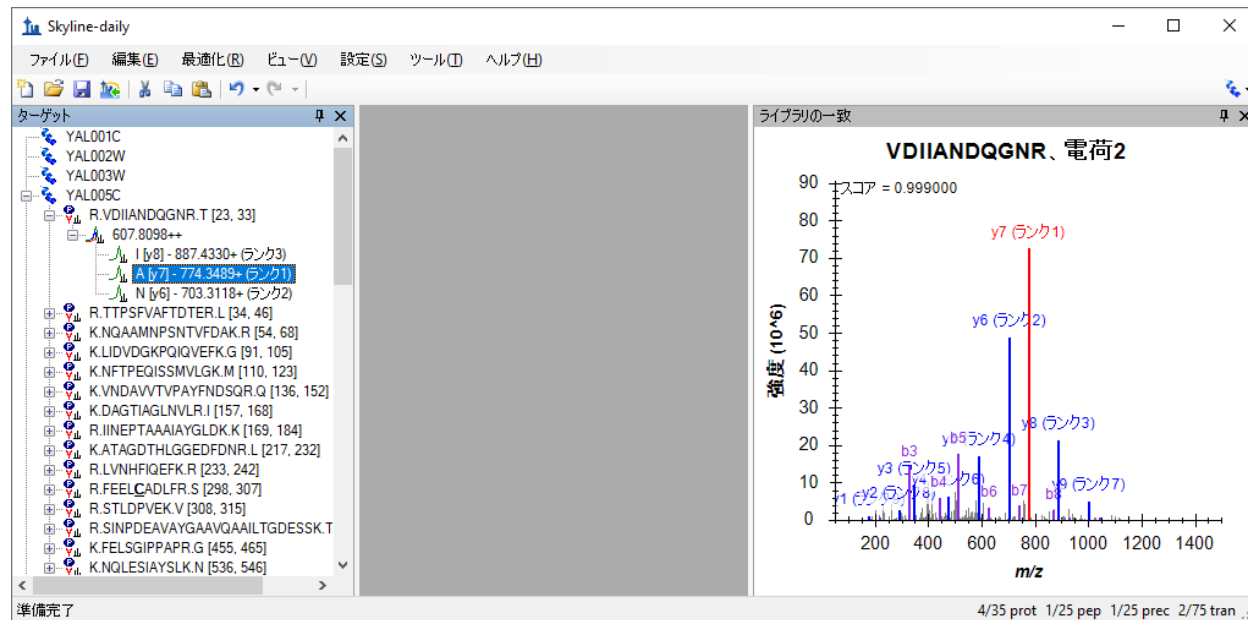 Skyline-daily
ファイル(F) 編集(E) 最適化(R) ビュー(V) 設定(S) ツール(T) ヘルプ(H)
ターゲット
YAL001C
YAL002W
YAL003W
YAL005C
R.VDIIANDQGNR.T [23, 33]
607.8098++
I [y8] - 887.4330+ (ランク3)
A [y7] - 774.3489+ (ランク1)
N [y6] - 703.3118+ (ランク2)
R.TTPSFVAFTDTER.L [34, 46]
K.NQAAMNPSNTVFDAK.R [54, 68]
K.LIDVDGKPQIQVEFK.G [91, 105]
K.NFTPEQISSMVLGK.M [110, 123]
K.VNDAVVTVPAYFNDSQR.Q [136, 152]
K.DAGTIAGLNVLR.I [157, 168]
R.IINEPTAAAIAYGLDK.K [169, 184]
K.ATAGDTHLGGEDFDNR.L [217, 232]
R.LVNHFIQEFK.R [233, 242]
R.FEELCADLFR.S [298, 307]
R.STLDPVEK.V [308, 315]
R.SINPDEAVAYGAAVQAAILTGDESSK.T
K.FELSGIPPAPR.G [455, 465]
K.NQLESIAYSLK.N [536, 546]
ライブラリの一致
VDIIANDQGNR、電荷2
スコア = 0.999000
強度 (10^6)
90
80
70
60
50
40
30
20
10
0
y7 (ランク1)
y6 (ランク2)
y8 (ランク3)
b5
b3
y3 (ランク5)
b4
y9 (ランク7)
b6
b7
b8
200 400 600 800 1000 1200 1400
m/z
準備完了
4/35 prot 1/25 pep 1/25 prec 2/75 tran